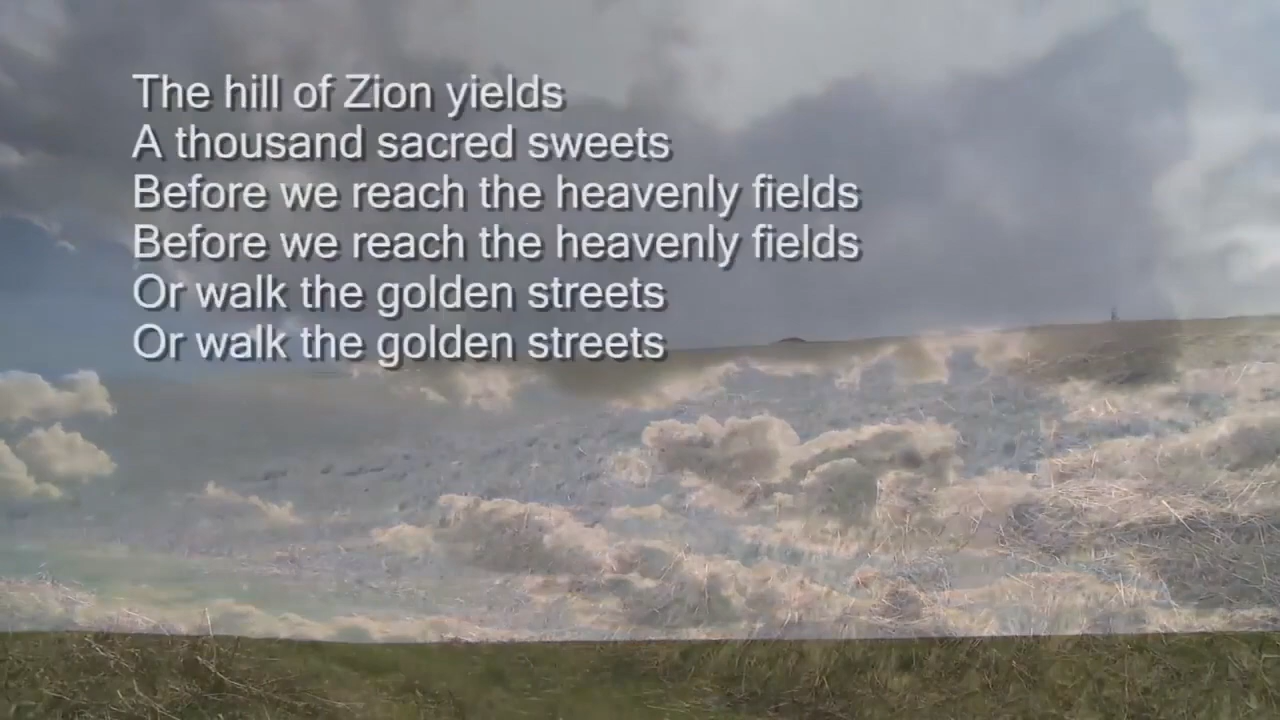 The hill of Zion yields
A thousand sacred sweets
Before we reach the heavenly fields
Before we reach the heavenly fields
Or walk the golden streets
Or walk the golden streets